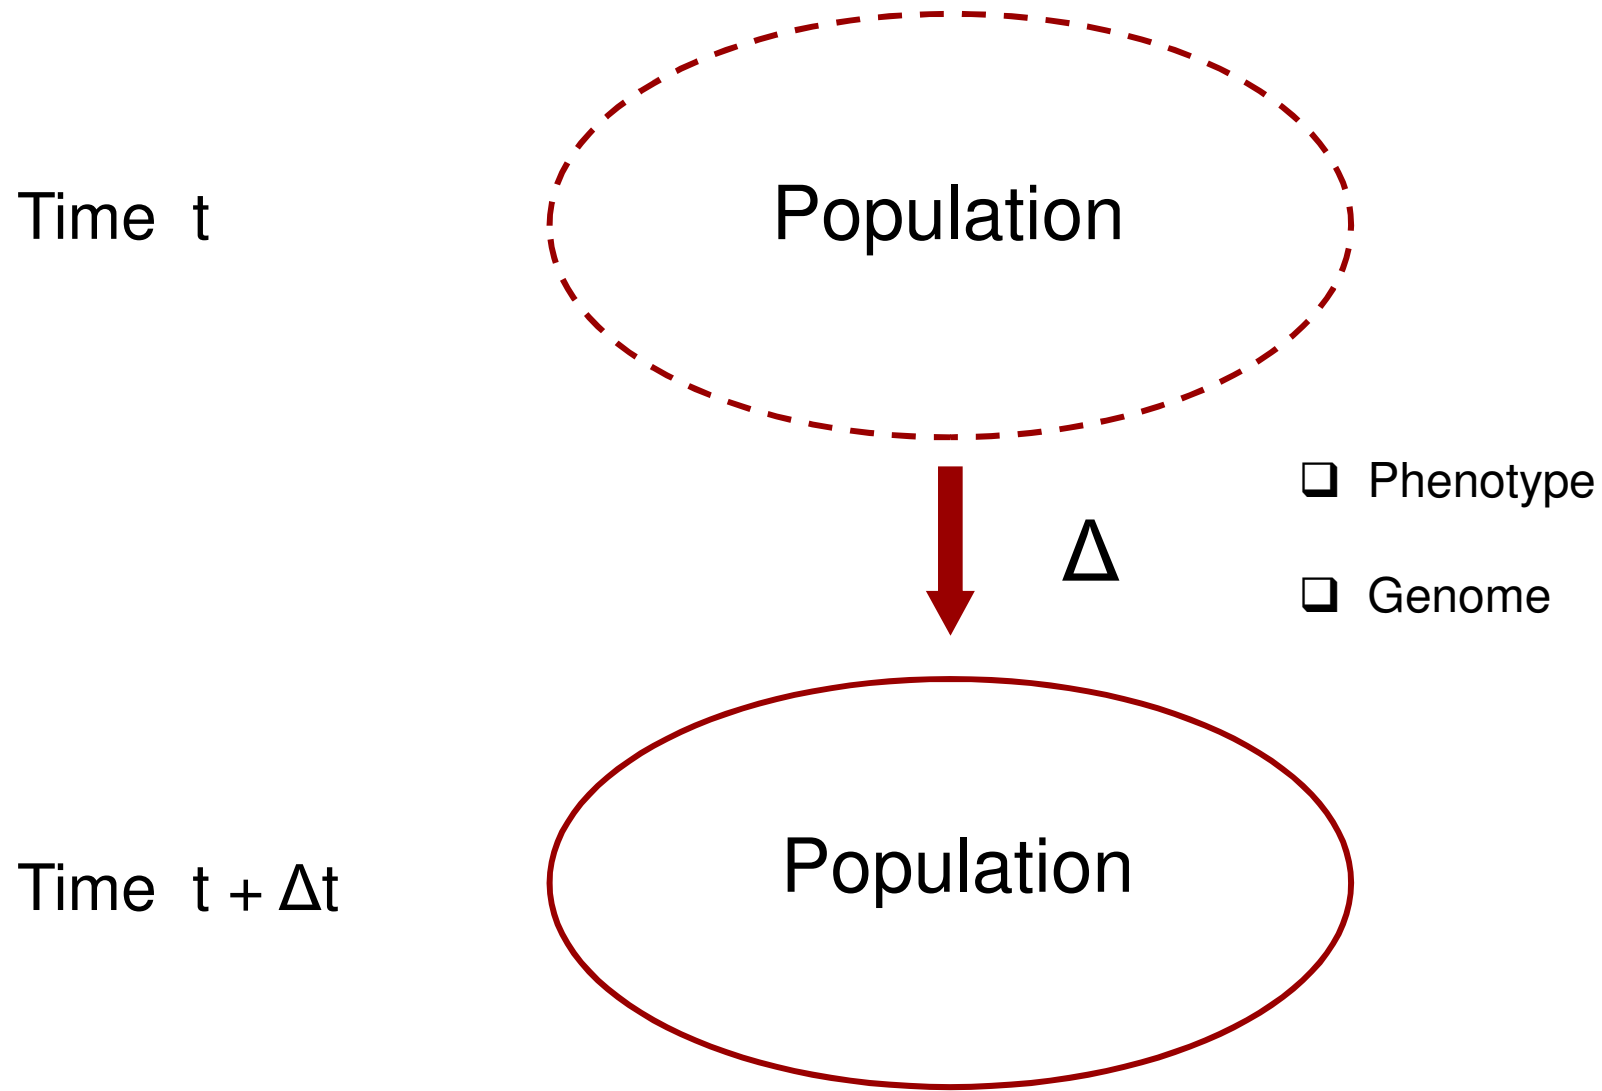 Time t
Population
Δ
❑ Phenotype
❑ Genome
Time t + Δt
Population